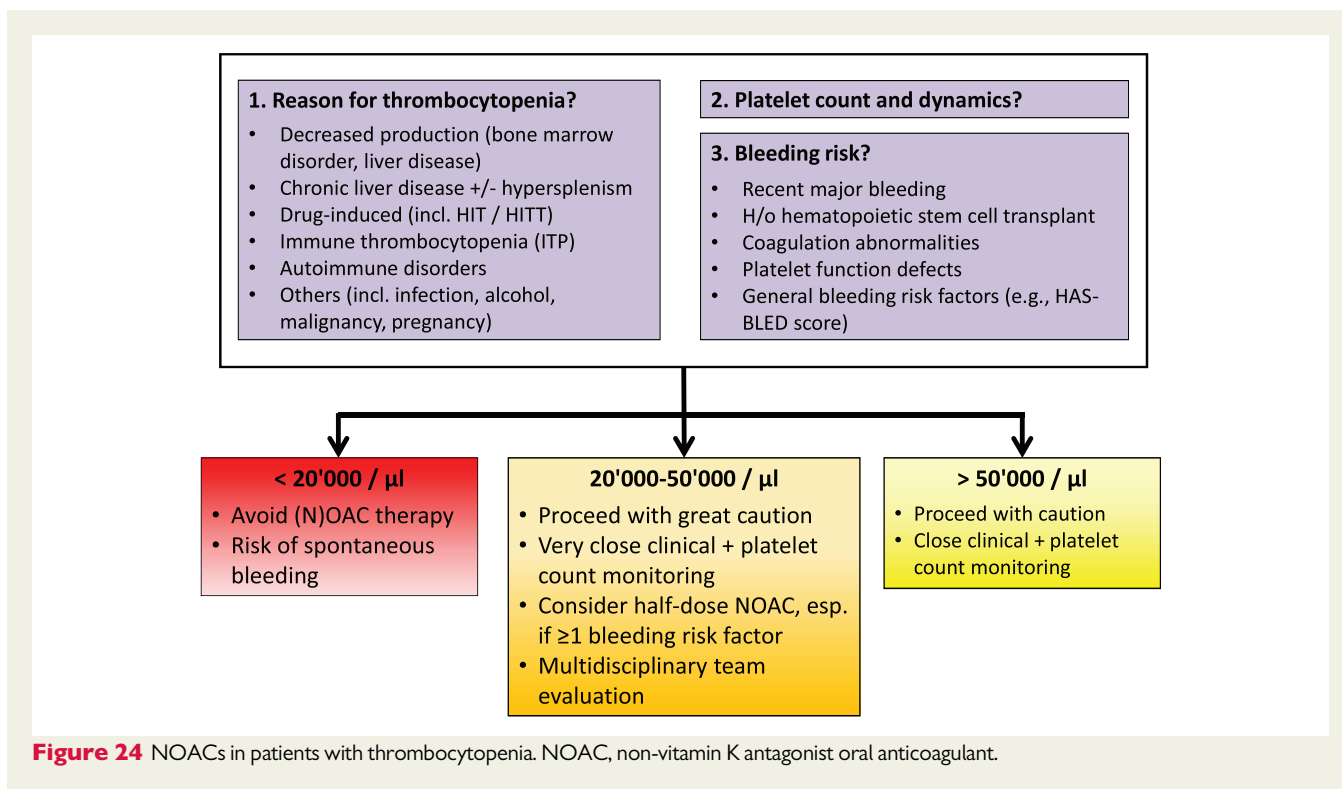 1. Reason for thrombocytopenia?
• Decreased production (bone marrow
disorder, liver disease)
• Chronic liver disease +/- hypersplenism
• Drug-induced (incl. HIT / HITT)
• Immune thrombocytopenia (ITP)
• Autoimmune disorders
• Others (incl. infection, alcohol,
malignancy, pregnancy)
2. Platelet count and dynamics?
3. Bleeding risk?
• Recent major bleeding
• H/o hematopoietic stem cell transplant
• Coagulation abnormalities
• Platelet function defects
• General bleeding risk factors (e.g., HAS-
BLED score)
< 20'000 / µl
• Avoid (N)OAC therapy
• Risk of spontaneous
bleeding
20'000-50'000 / µl
• Proceed with great caution
• Very close clinical + platelet
count monitoring
• Consider half-dose NOAC, esp.
if ≥1 bleeding risk factor
• Multidisciplinary team
evaluation
> 50'000 / µl
• Proceed with caution
• Close clinical + platelet
count monitoring
Figure 24 NOACs in patients with thrombocytopenia. NOAC, non-vitamin K antagonist oral anticoagulant.